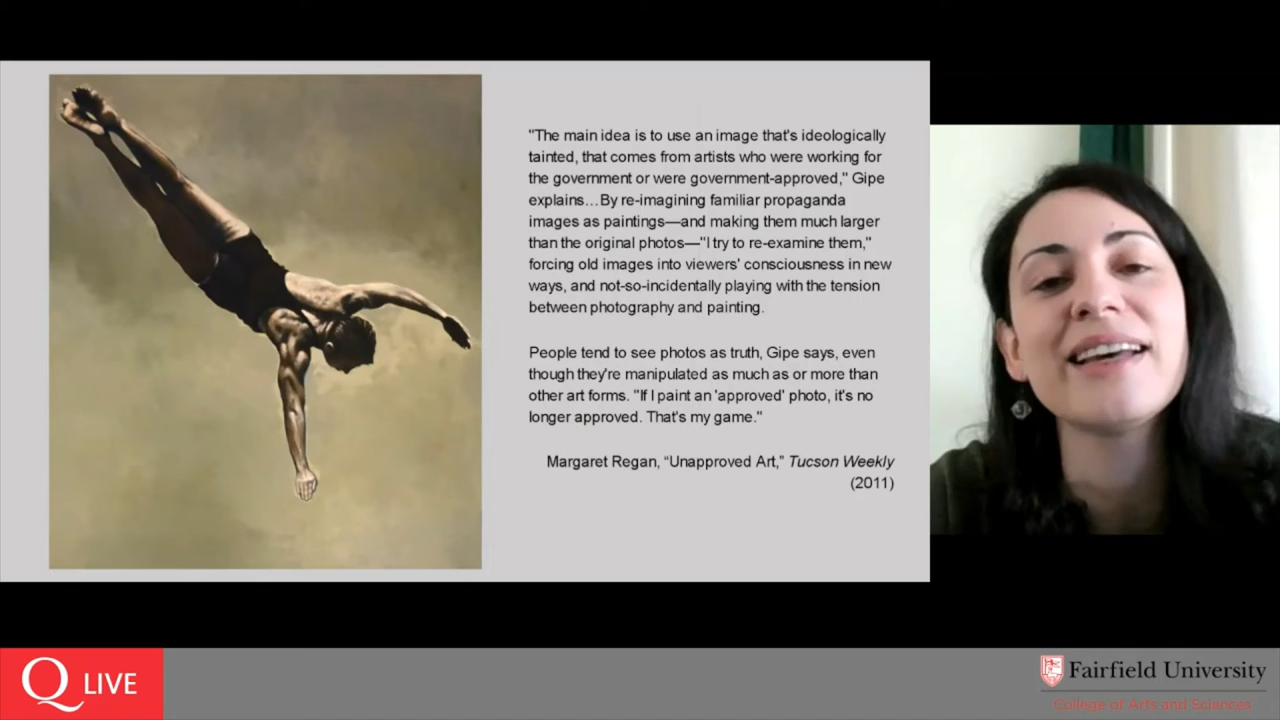 "The main idea is to use an image that's ideologically
tainted, that comes from artists who were working for
the government or were government-approved," Gipe
explains…By re-imagining familiar propaganda
images as paintings—and making them much larger
than the original photos—"I try to re-examine them,"
forcing old images into viewers' consciousness in new
ways, and not-so-incidentally playing with the tension
between photography and painting.
People tend to see photos as truth, Gipe says, even
though they're manipulated as much as or more than
other art forms. "If I paint an 'approved' photo, it's no
longer approved. That's my game."
Margaret Regan, “Unapproved Art,” Tucson Weekly
(2011)
Q LIVE
Fairfield University
College of Arts and Sciences